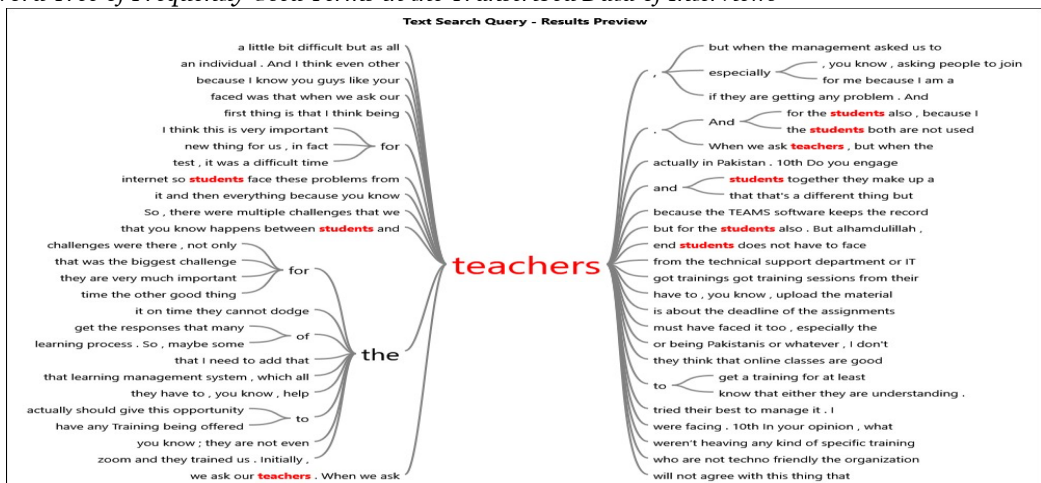 Text Search Query - Results Preview
a little bit difficult but as all
an individual . And I think even other
because I know you guys like your
faced was that when we ask our
first thing is that I think being
I think this is very important
new thing for us , in fact
for
test , it was a difficult time
internet so students face these problems from
it and then everything because you know
So , there were multiple challenges that we
that you know happens between students and
challenges were there , not only
that was the biggest challenge
for
they are very much important
time the other good thing
it on time they cannot dodge
get the responses that many
of
learning process . So , maybe some
the
that I need to add that
that learning management system , which all
they have to , you know , help
actually should give this opportunity
to
have any Training being offered
you know ; they are not even
zoom and they trained us . Initially ,
we ask our teachers . When we ask
teachers
but when the management asked us to
,
especially
, you know , asking people to join
for me because I am a
if they are getting any problem . And
.
And
for the students also , because I
the students both are not used
When we ask teachers , but when the
actually in Pakistan . 10th Do you engage
and
students together they make up a
that that's a different thing but
because the TEAMS software keeps the record
but for the students also . But alhamdulillah ,
end students does not have to face
from the technical support department or IT
got trainings got training sessions from their
have to , you know , upload the material
is about the deadline of the assignments
must have faced it too , especially the
or being Pakistanis or whatever , I don't
they think that online classes are good
to
get a training for at least
know that either they are understanding .
tried their best to manage it . I
were facing . 10th In your opinion , what
weren't heaving any kind of specific training
who are not techno friendly the organization
will not agree with this thing that